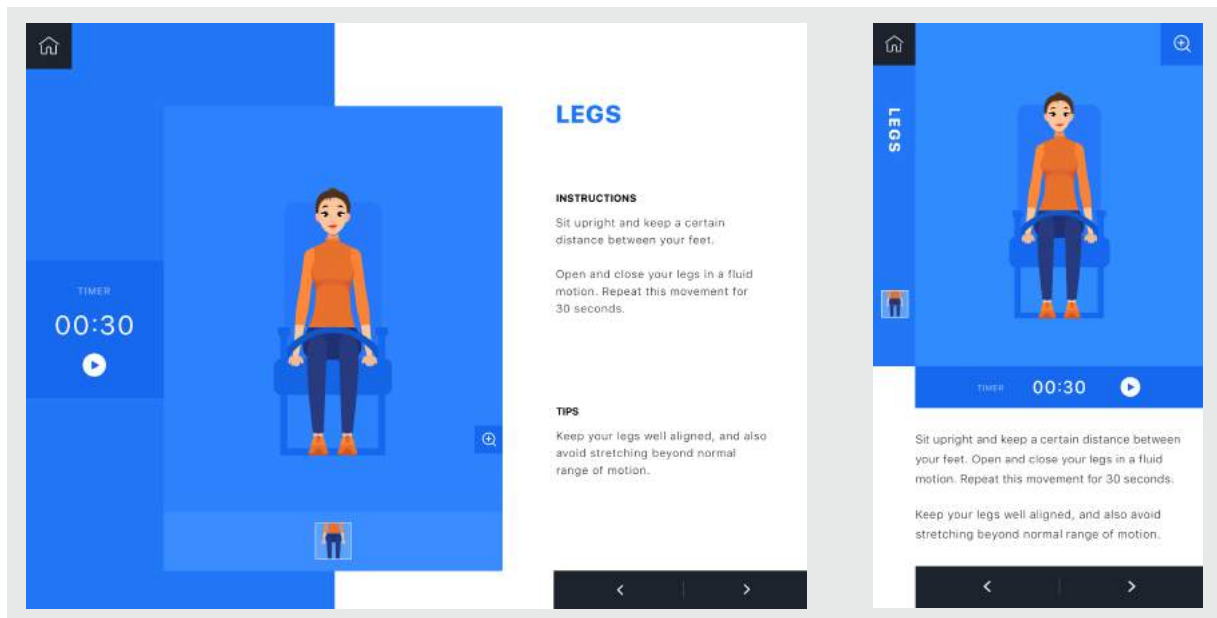 TIMER
00:30
LEGS
INSTRUCTIONS
Sit upright and keep a certain
distance between your feet.
Open and close your legs in a fluid
motion. Repeat this movement for
30 seconds.
TIPS
Keep your legs well aligned, and also
avoid stretching beyond normal
range of motion.
LEGS
TIMER 00:30
Sit upright and keep a certain distance between
your feet. Open and close your legs in a fluid
motion. Repeat this movement for 30 seconds.
Keep your legs well aligned, and also avoid
stretching beyond normal range of motion.